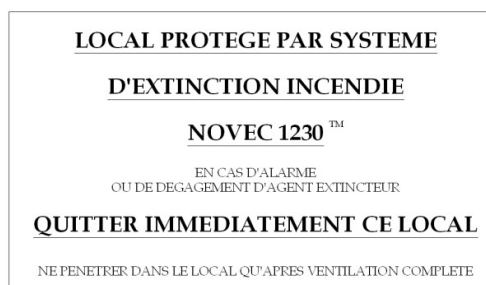 LOCAL PROTEGE PAR SYSTEME
D'EXTINCTION INCENDIE
NOVEC 1230 ™
EN CAS D'ALARME
OU DE DEGAGEMENT D'AGENT EXTINCTEUR
QUITTER IMMEDIATEMENT CE LOCAL
NE PENETRER DANS LE LOCAL QU'APRES VENTILATION COMPLETE